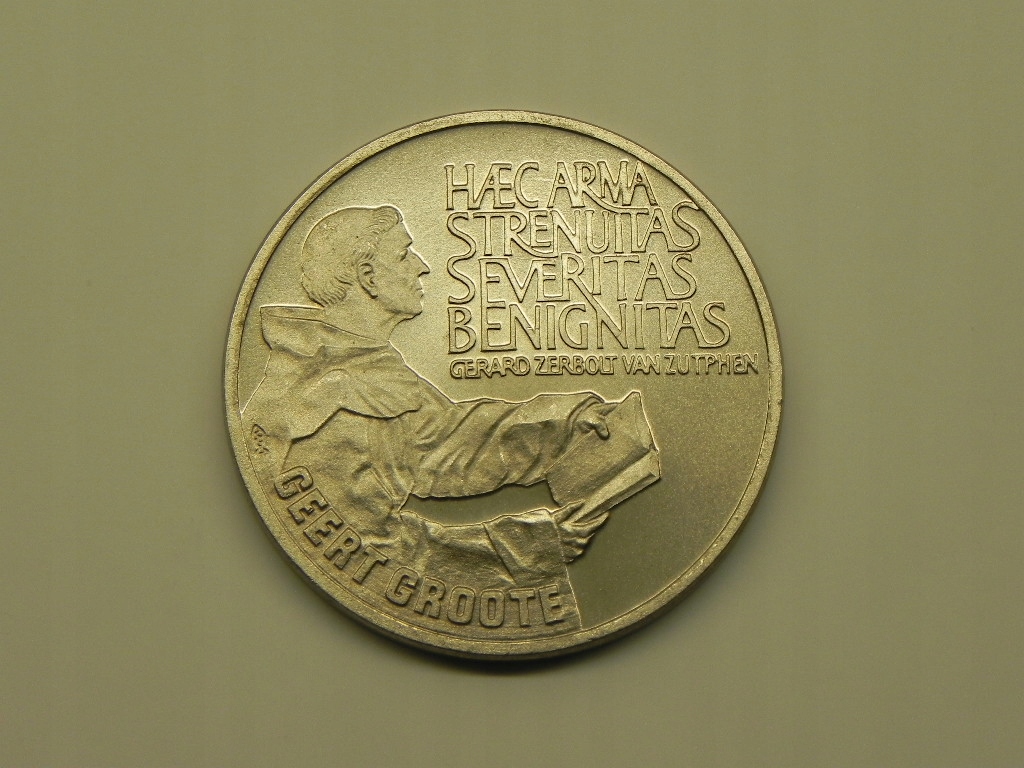 HÆC ARMA
STRENUITAS
SEVERITAS
BENIGNITAS
GERARD ZERBOLT VAN ZUTPHEN
GEERT GROOTE